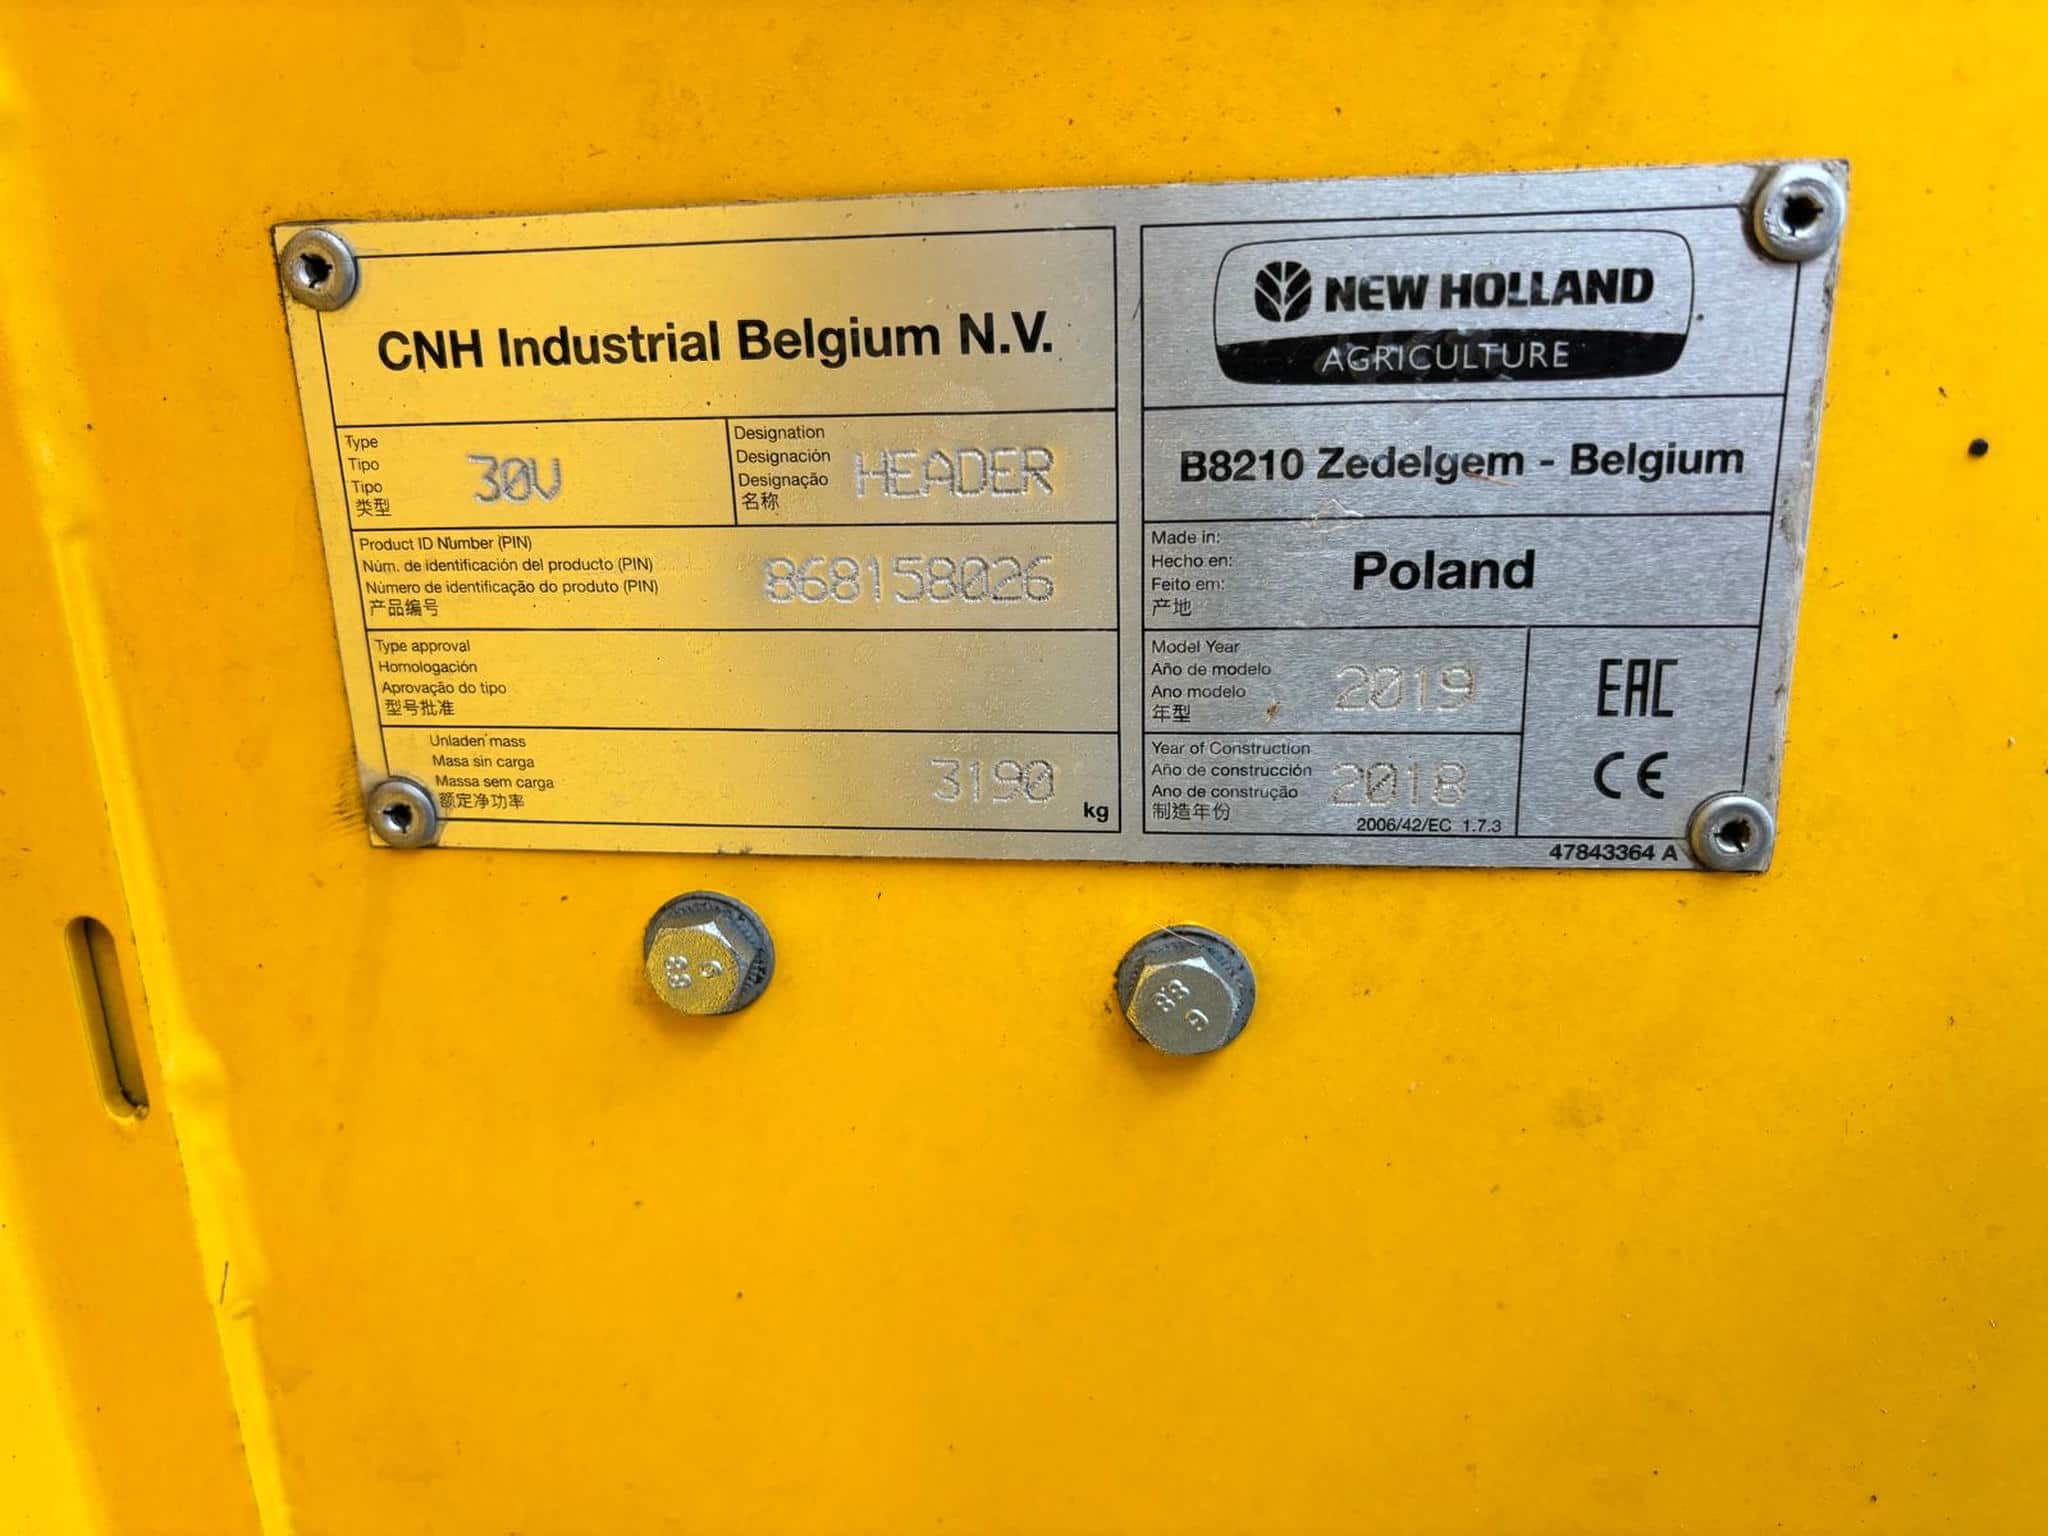 CNH Industrial Belgium N.V.
Type
Tipo
Tipo
类型
30V
Designation
Designación
Designação
名称
HEADER
Product ID Number (PIN)
Núm. de identificación del producto (PIN)
Número de identificação do produto (PIN)
产品编号
868158026
Type approval
Homologación
Aprovação do tipo
型号批准
Unladen mass
Masa sin carga
Massa sem carga
额定净功率
3190
kg
NEW HOLLAND
AGRICULTURE
B8210 Zedelgem - Belgium
Made in:
Hecho en:
Feito em:
产地
Poland
Model Year
Año de modelo
Ano modelo
年型
2019
Year of Construction
Año de construcción
Ano de construção
制造年份
2018
2006/42/EC 1.7.3
EAC
CE
47843364 A
8.8
8.8